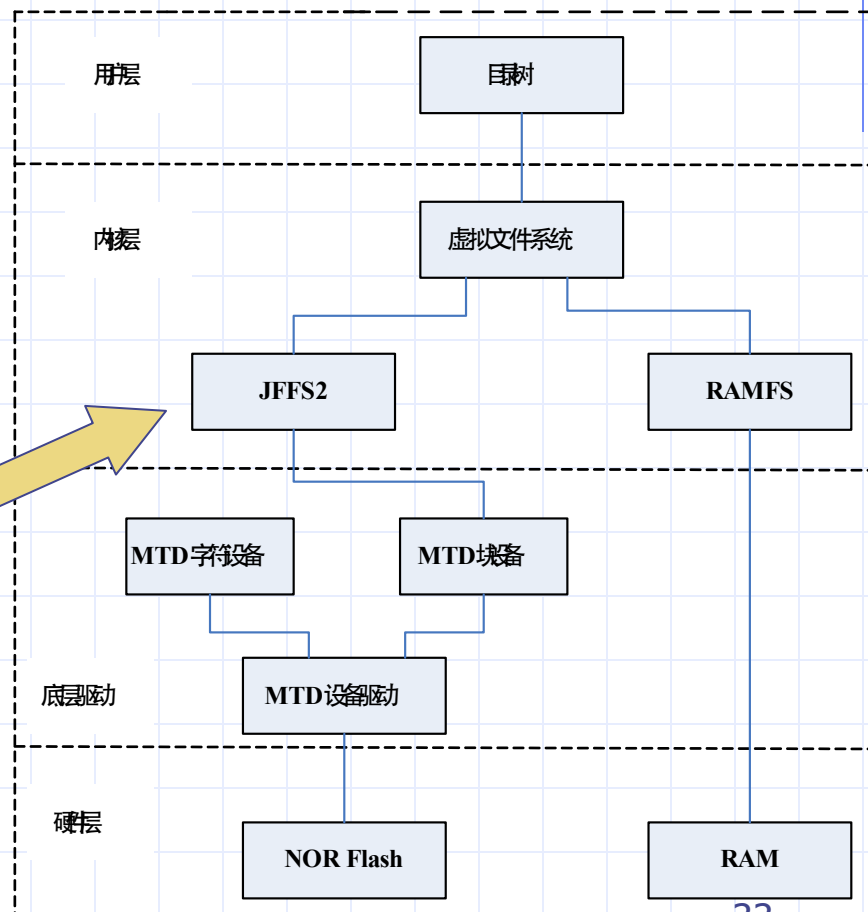 用户层
目录树
内核层
虚拟文件系统
JFFS2
RAMFS
MTD字符设备
MTD块设备
底层驱动
MTD设备驱动
硬件层
NOR Flash
RAM